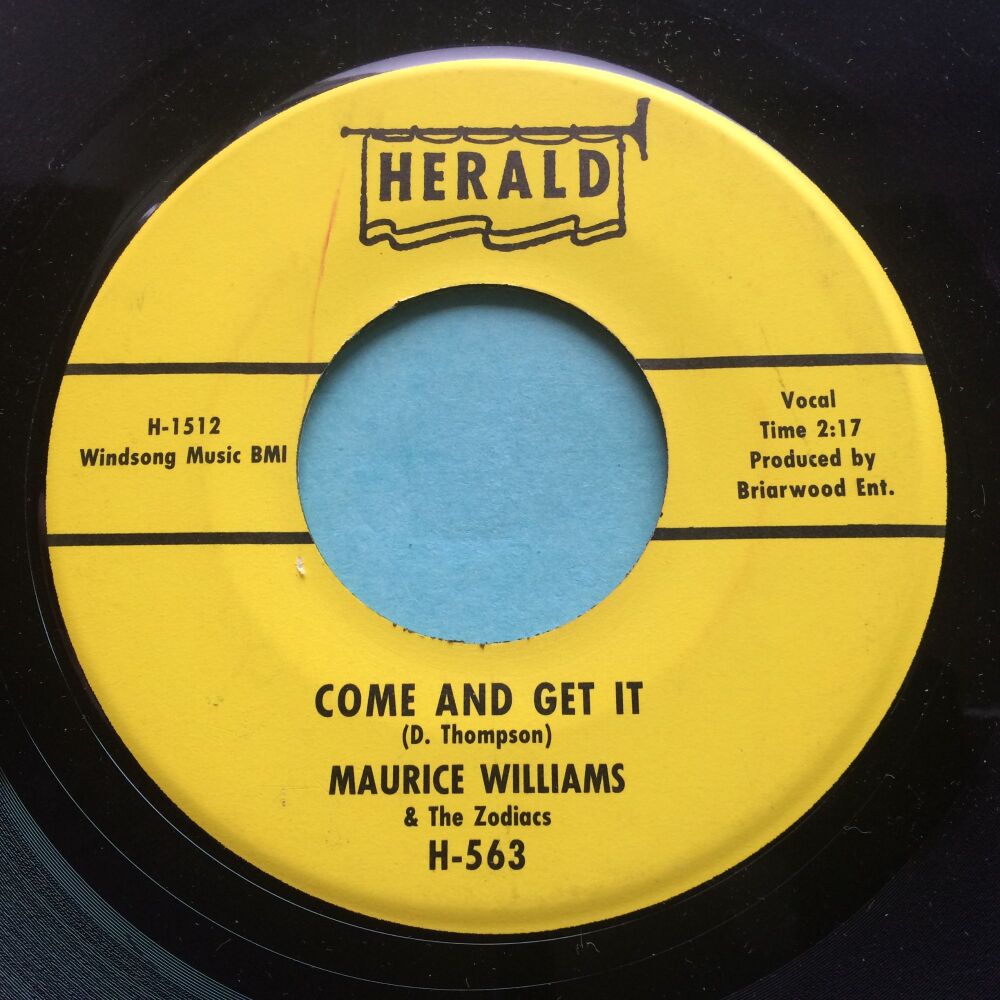 HERALD
H-1512
Windsong Music BMI
Vocal
Time 2:17
Produced by
Briarwood Ent.
COME AND GET IT
(D. Thompson)
MAURICE WILLIAMS
& The Zodiacs
H-563